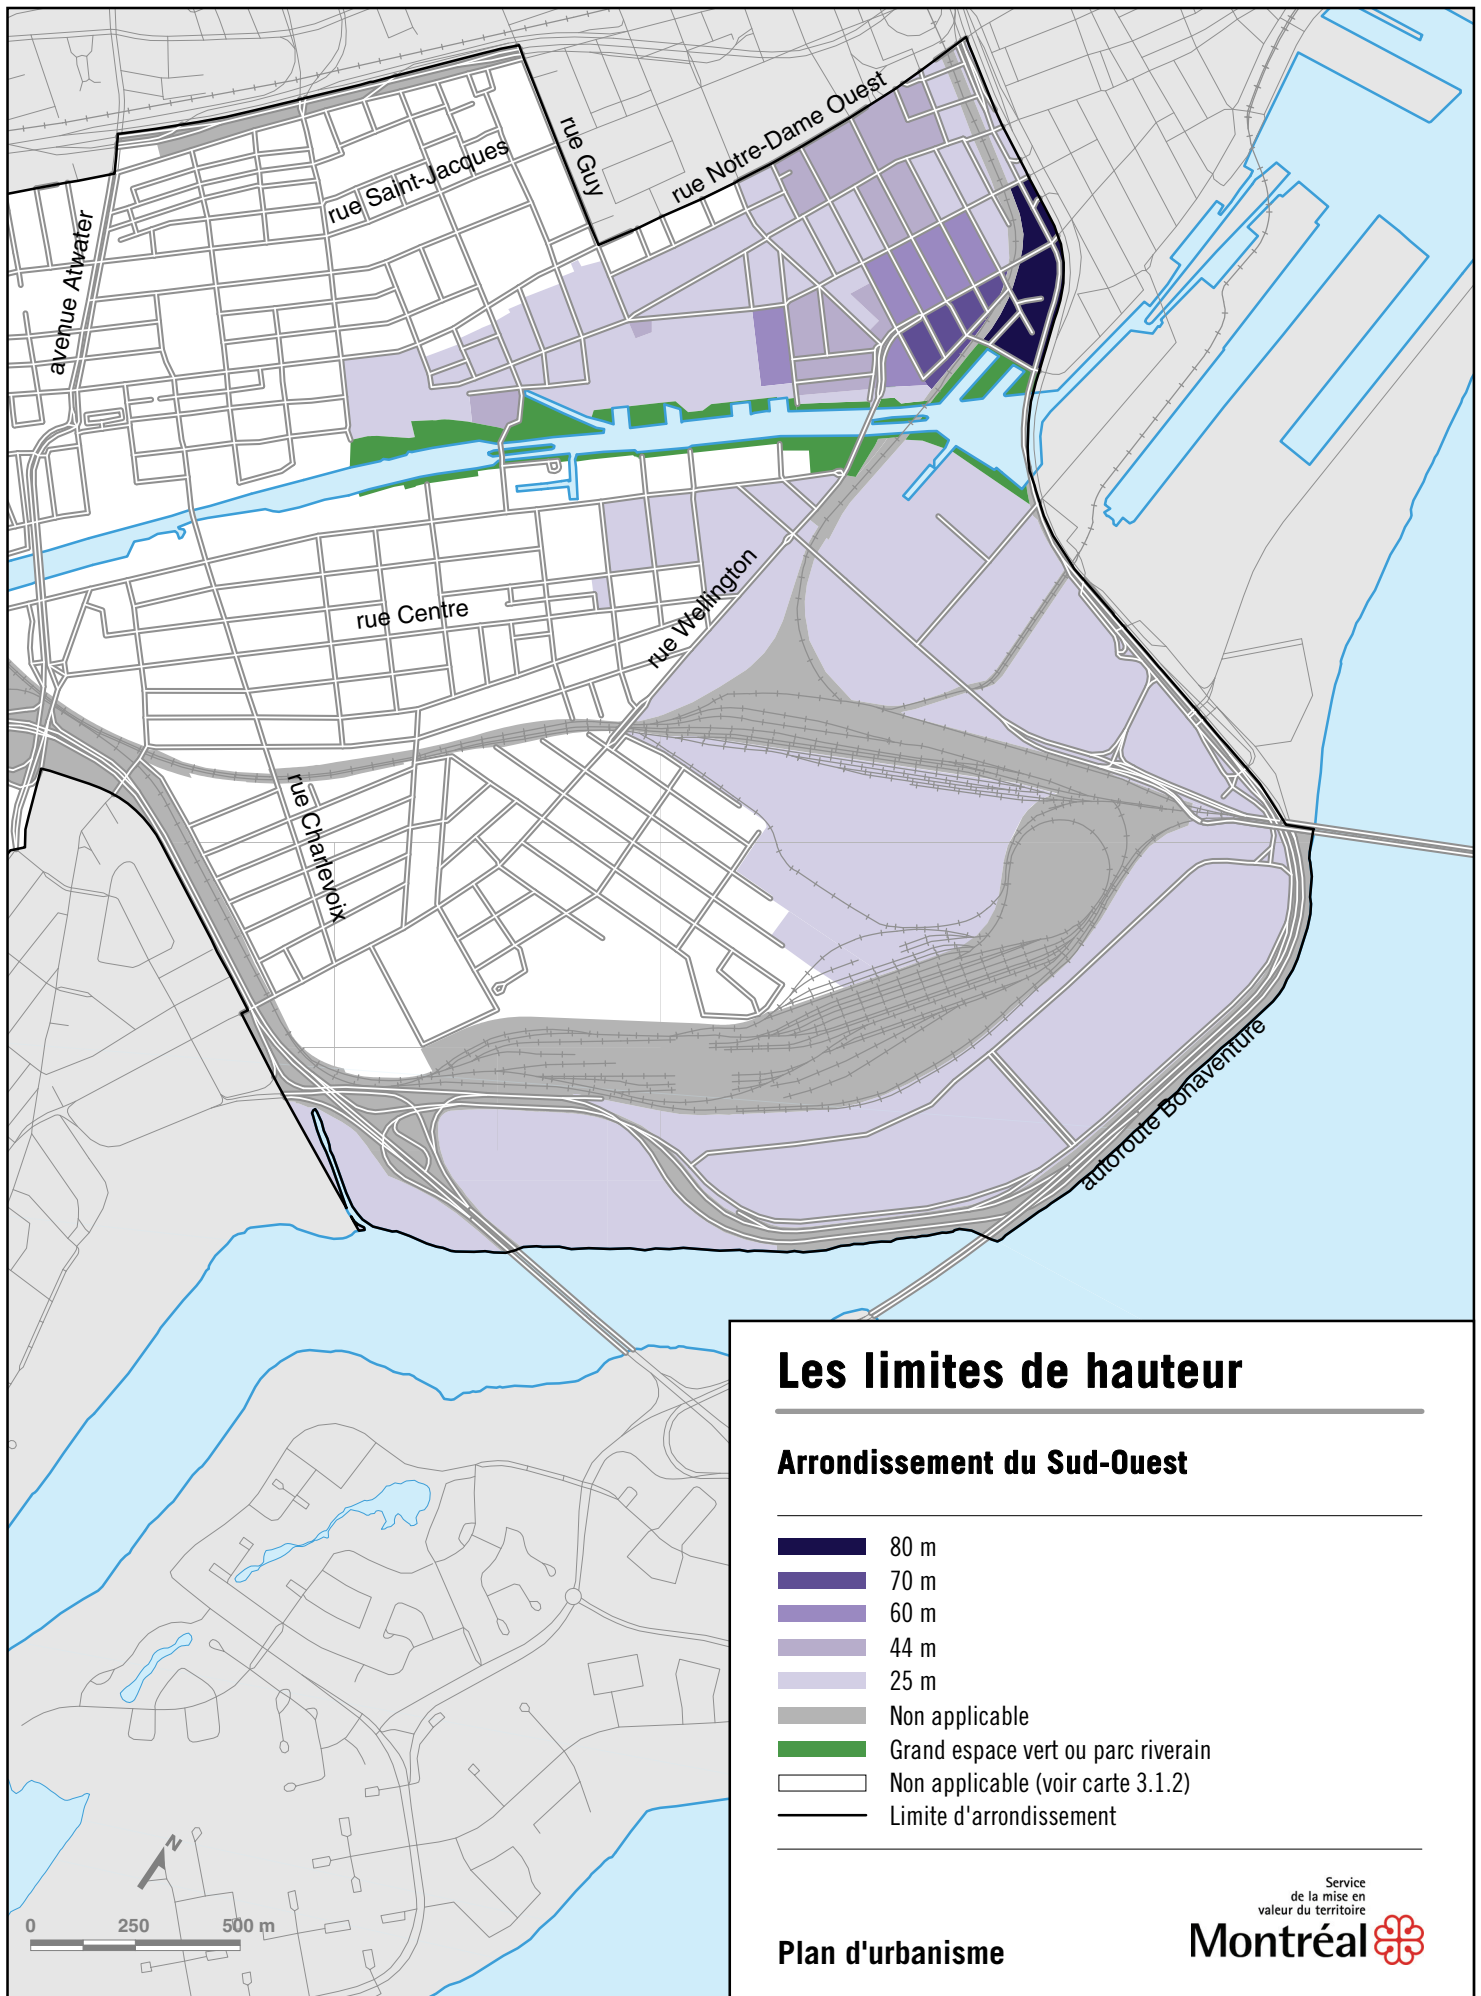 rue Notre-Dame Ouest
rue Guy
rue Saint-Jacques
avenue Atwater
rue Centre
rue Wellington
rue Charlevoix
autoroute Bonaventure
Les limites de hauteur
Arrondissement du Sud-Ouest
80 m
70 m
60 m
44 m
25 m
Non applicable
Grand espace vert ou parc riverain
Non applicable (voir carte 3.1.2)
Limite d'arrondissement
N
0 250 500 m
Plan d'urbanisme
Service
de la mise en
valeur du territoire
Montréal